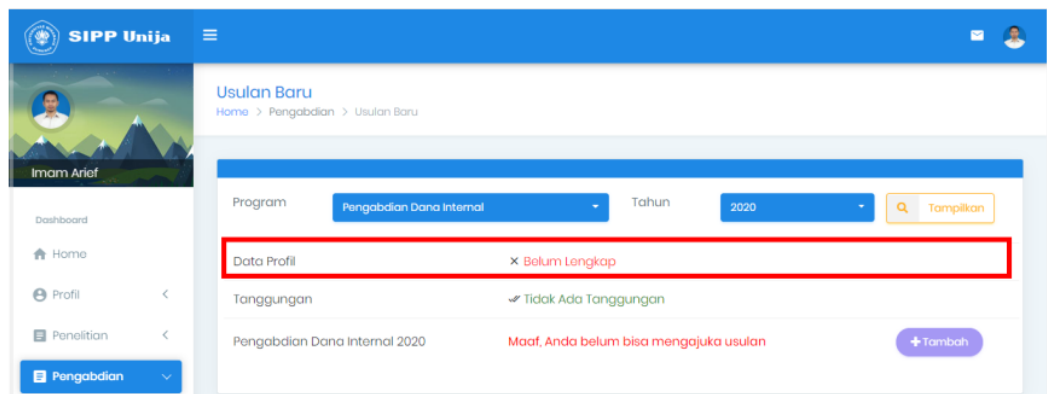 SIPP Unija
Usulan Baru
Home > Pengabdian > Usulan Baru
Imam Arief
Dashboard
Home
Profil
Penelitian
Pengabdian
Program Pengabdian Dana Internal Tahun 2020 Tampilkan
Data Profil × Belum Lengkap
Tanggungan Tidak Ada Tanggungan
Pengabdian Dana Internal 2020 Maaf, Anda belum bisa mengajuka usulan +Tambah